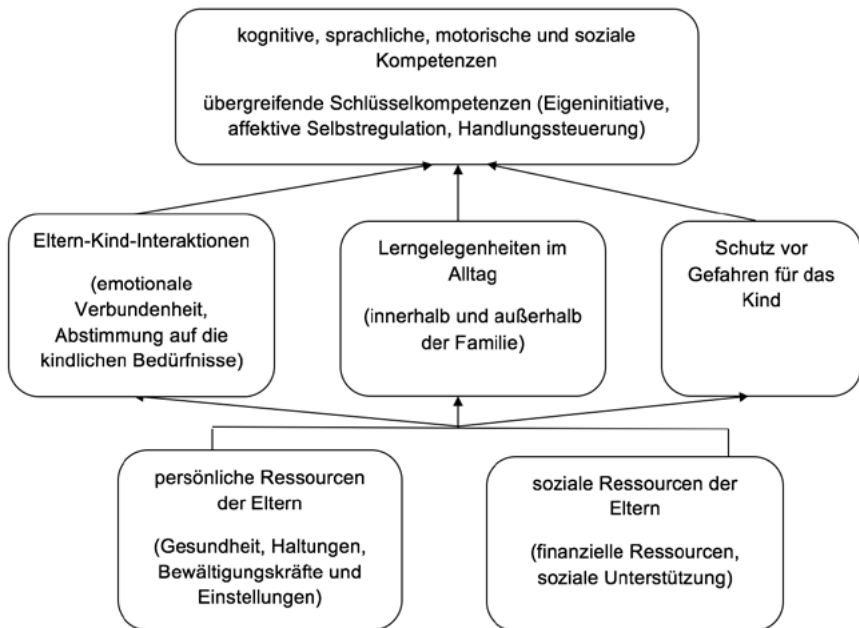 kognitive, sprachliche, motorische und soziale
Kompetenzen
übergreifende Schlüsselkompetenzen (Eigeninitiative,
affektive Selbstregulation, Handlungssteuerung)
Eltern-Kind-Interaktionen
(emotionale
Verbundenheit,
Abstimmung auf die
kindlichen Bedürfnisse)
Lerngelegenheiten im
Alltag
(innerhalb und außerhalb
der Familie)
Schutz vor
Gefahren für das
Kind
persönliche Ressourcen
der Eltern
(Gesundheit, Haltungen,
Bewältigungskräfte und
Einstellungen)
soziale Ressourcen der
Eltern
(finanzielle Ressourcen,
soziale Unterstützung)